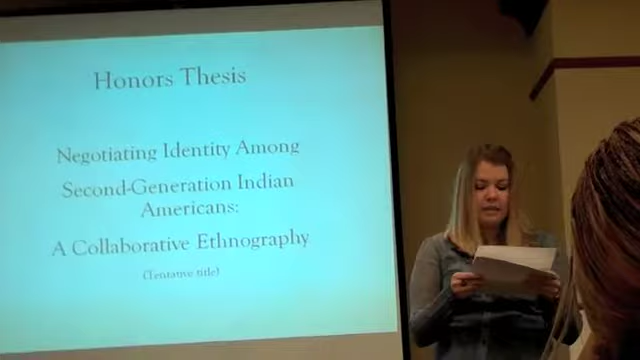 Honors Thesis
Negotiating Identity Among
Second-Generation Indian
Americans:
A Collaborative Ethnography
(Tentative title)